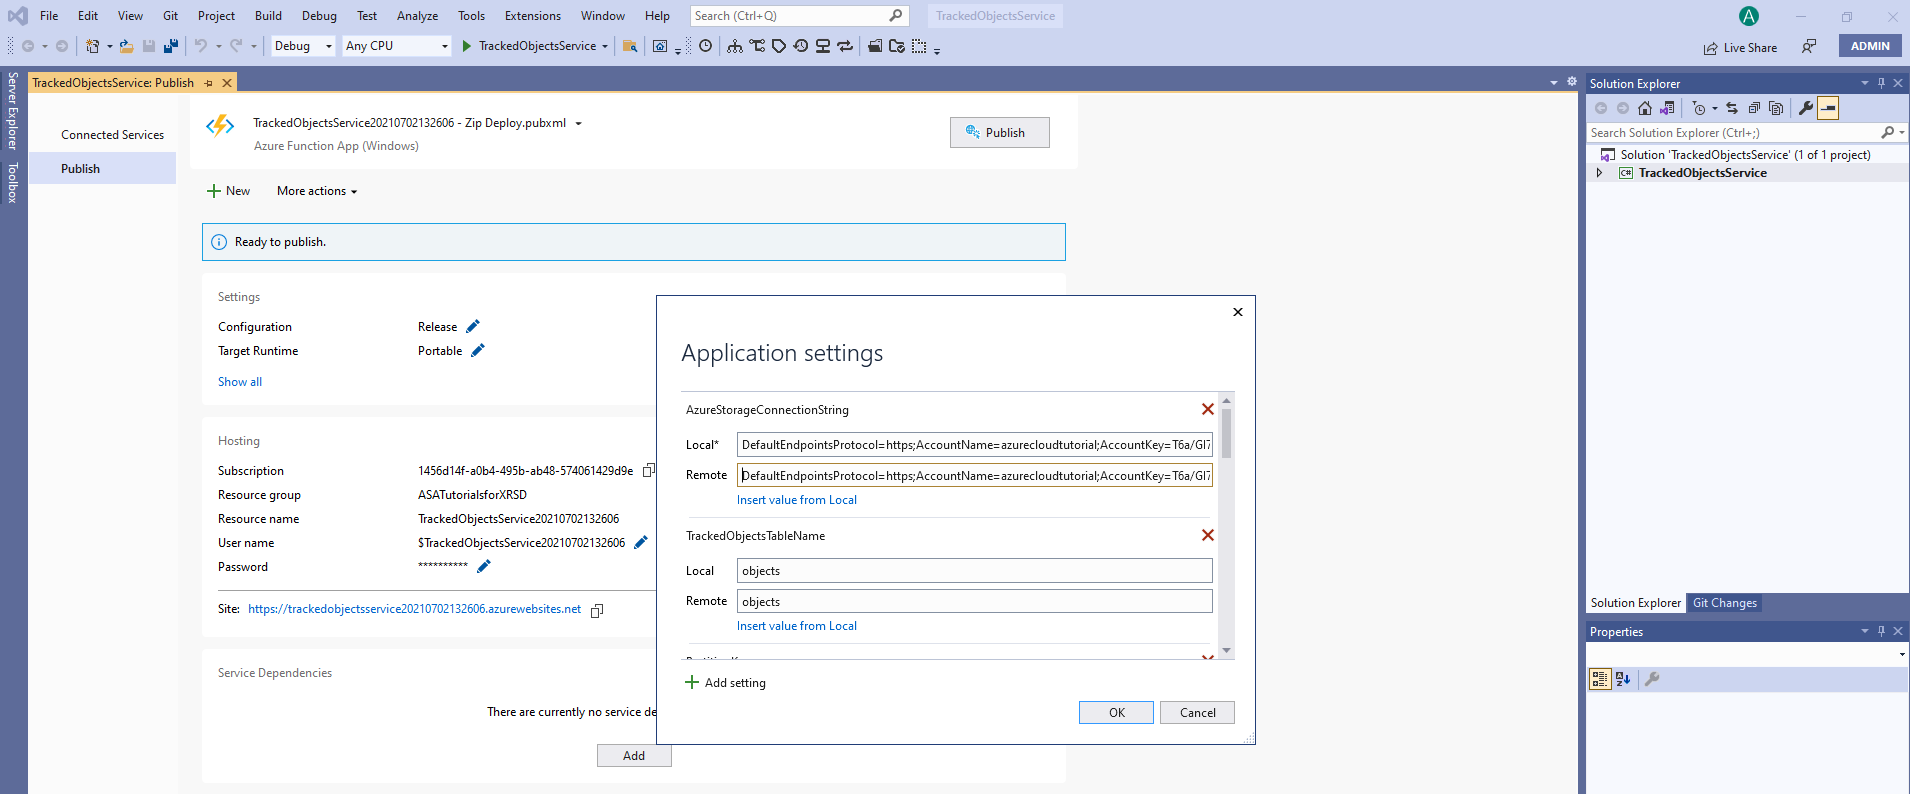 File Edit View Git Project Build Debug Test Analyze Tools Extensions Window Help Search (Ctrl+Q) TrackedObjectsService A
Debug Any CPU TrackedObjectsService Live Share ADMIN
Server Explorer
Toolbox
TrackedObjectsService: Publish
Connected Services
Publish
TrackedObjectsService20210702132606 - Zip Deploy.pubxml
Azure Function App (Windows)
Publish
New More actions
Ready to publish.
Settings
Configuration Release
Target Runtime Portable
Show all
Hosting
Subscription 1456d14f-a0b4-495b-ab48-574061429d9e
Resource group ASATutorialsforXRSD
Resource name TrackedObjectsService20210702132606
User name $TrackedObjectsService20210702132606
Password **********
Site: https://trackedobjectsservice20210702132606.azurewebsites.net
Service Dependencies
There are currently no service de
Add
Application settings
AzureStorageConnectionString
Local* DefaultEndpointsProtocol=https;AccountName=azurecloudtutorial;AccountKey=T6a/GI7
Remote DefaultEndpointsProtocol=https;AccountName=azurecloudtutorial;AccountKey=T6a/GI7
Insert value from Local
TrackedObjectsTableName
Local objects
Remote objects
Insert value from Local
Add setting
OK Cancel
Solution Explorer
Search Solution Explorer (Ctrl+;)
Solution 'TrackedObjectsService' (1 of 1 project)
C# TrackedObjectsService
Solution Explorer Git Changes
Properties